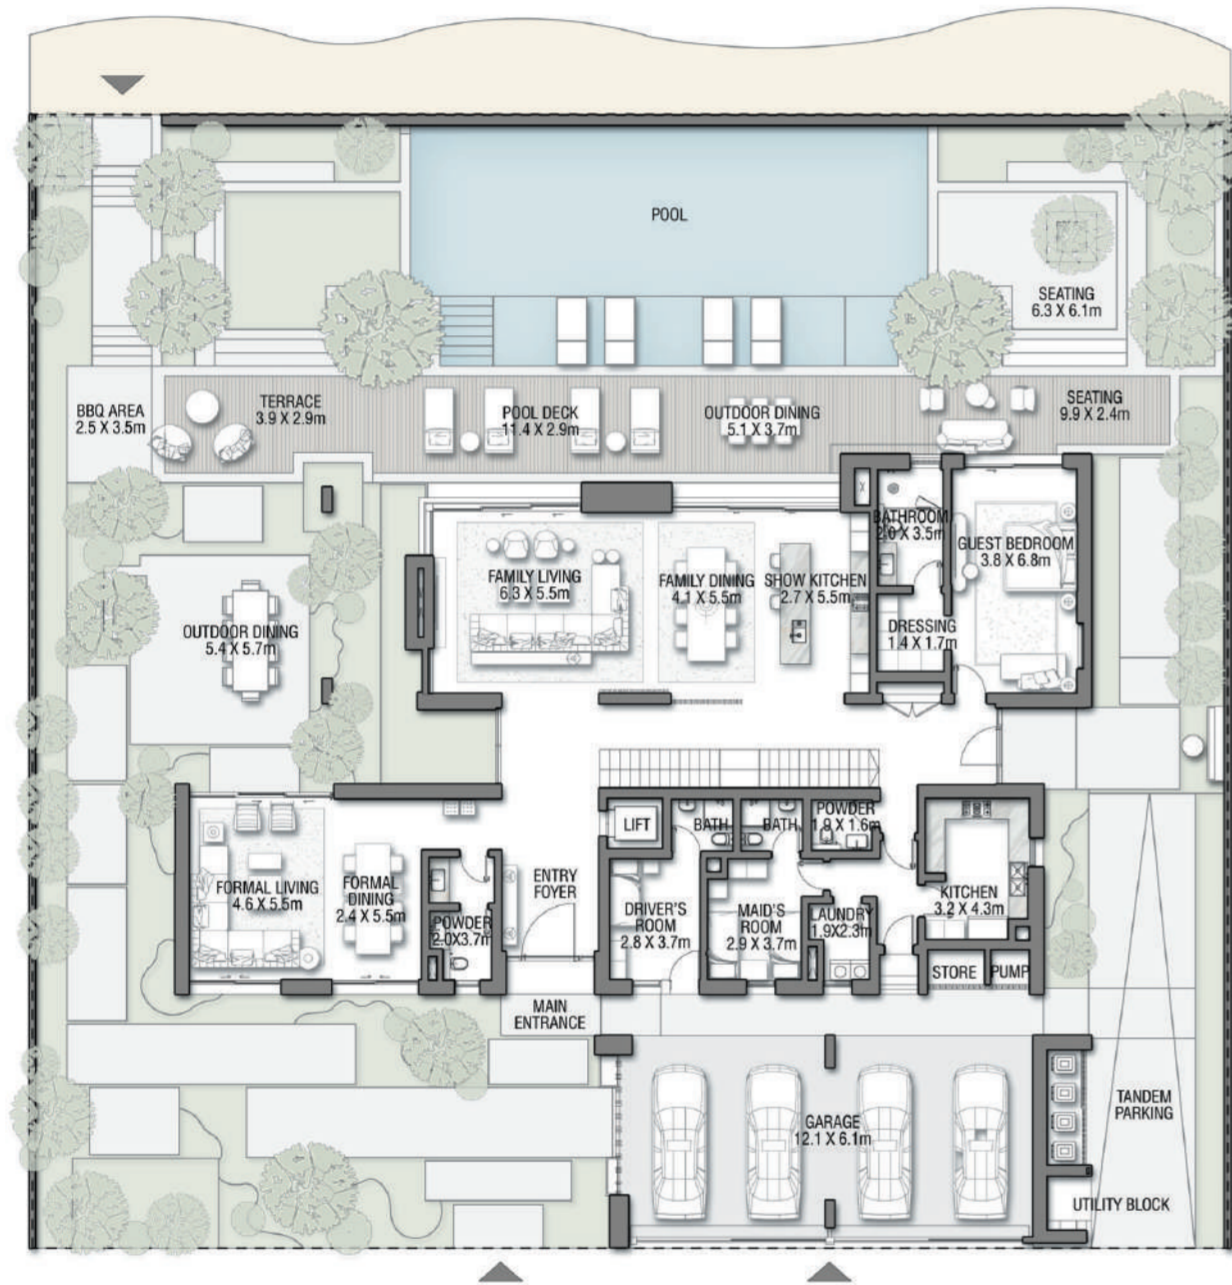 POOL
SEATING
6.3 X 6.1m
BBQ AREA
2.5 X 3.5m
TERRACE
3.9 X 2.9m
POOL DECK
11.4 X 2.9m
OUTDOOR DINING
5.1 X 3.7m
SEATING
9.9 X 2.4m
BATHROOM
2.0 X 3.5m
GUEST BEDROOM
3.8 X 6.8m
FAMILY LIVING
6.3 X 5.5m
FAMILY DINING
4.1 X 5.5m
SHOW KITCHEN
2.7 X 5.5m
DRESSING
1.4 X 1.7m
OUTDOOR DINING
5.4 X 5.7m
LIFT
BATH
BATH
POWDER
1.9 X 1.6m
FORMAL LIVING
4.6 X 5.5m
FORMAL
DINING
2.4 X 5.5m
POWDER
2.0X3.7m
ENTRY
FOYER
DRIVER'S
ROOM
2.8 X 3.7m
MAID'S
ROOM
2.9 X 3.7m
LAUNDRY
1.9X2.3m
KITCHEN
3.2 X 4.3m
STORE
PUMP
MAIN
ENTRANCE
GARAGE
12.1 X 6.1m
TANDEM
PARKING
UTILITY BLOCK